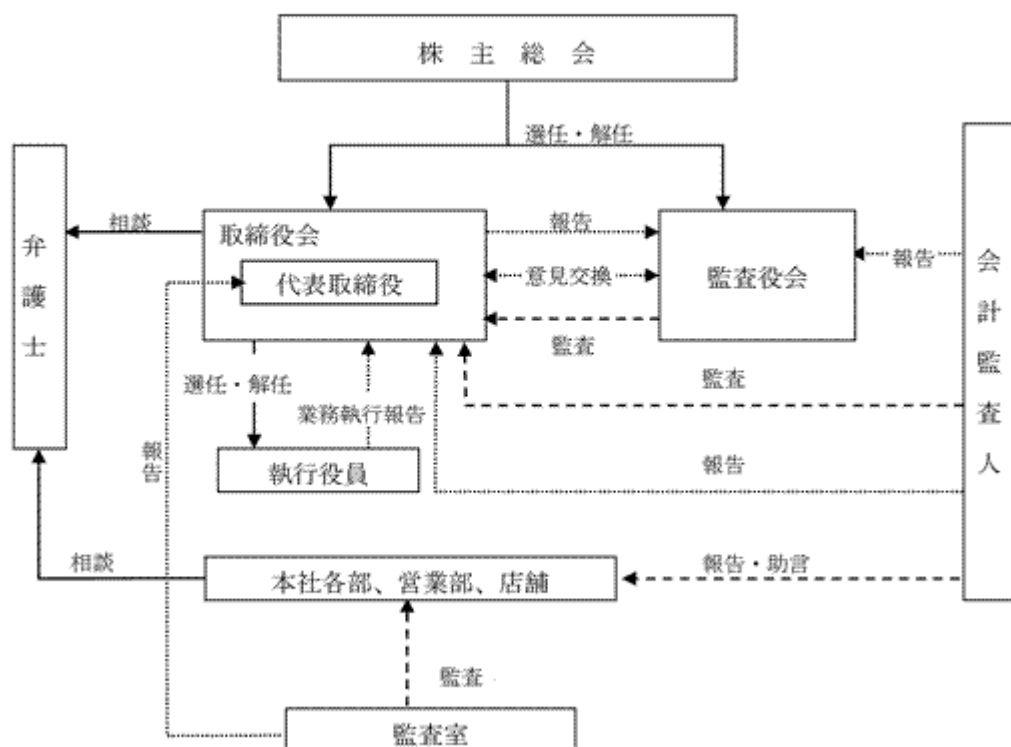 株主総会
選任・解任
弁護士
相談
取締役会
代表取締役
報告
意見交換
監査
監査役会
報告
会計監査人
監査
選任・解任
業務執行報告
執行役員
報告
報告
相談
本社各部、営業部、店舗
報告・助言
監査
監査室